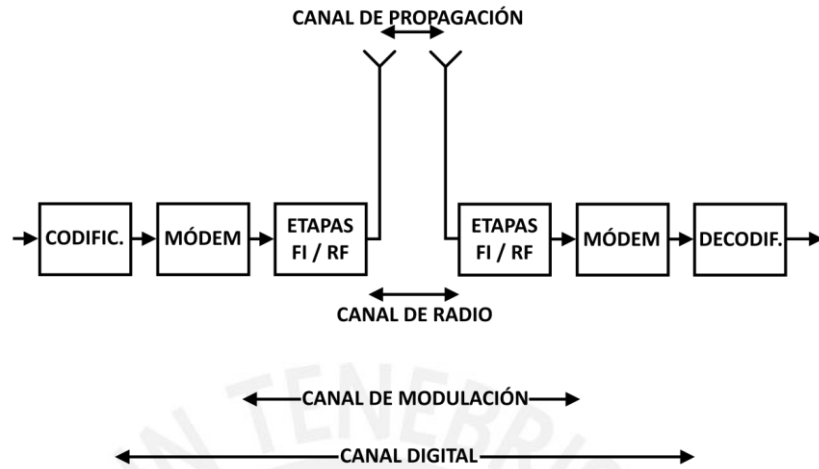 CANAL DE PROPAGACIÓN
CODIFIC.
MÓDEM
ETAPAS
FI / RF
ETAPAS
FI / RF
MÓDEM
DECODIF.
CANAL DE RADIO
CANAL DE MODULACIÓN
CANAL DIGITAL